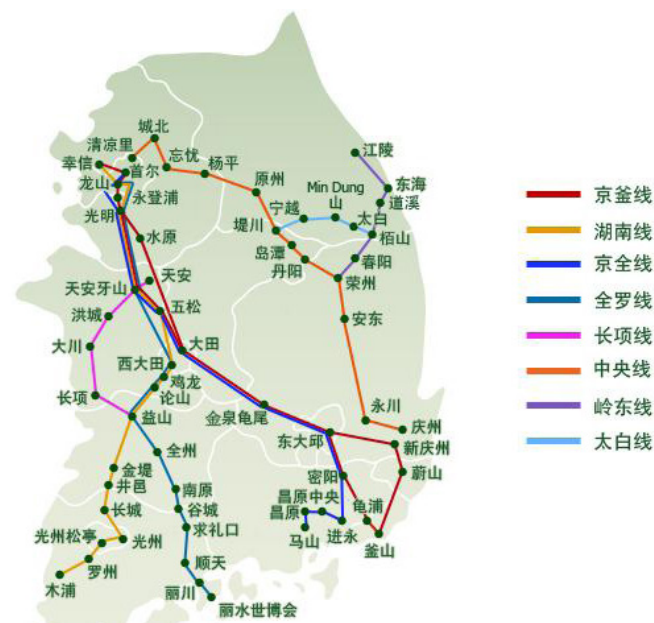 城北
清凉里
忘忧
杨平
幸信
首尔
龙山
永登浦
光明
水原
原州
宁越
Min Dung
山
太白
江陵
东海
道溪
栢山
堤川
岛潭
丹阳
春阳
荣州
安东
天安
天安牙山
五松
洪城
大川
大田
西大田
鸡龙
论山
长项
益山
金泉龟尾
永川
庆州
东大邱
新庆州
蔚山
密阳
龟浦
釜山
昌原中央
昌原
马山
进永
全州
金堤
井邑
南原
长城
谷城
求礼口
光州松亭
光州
罗州
木浦
顺天
丽川
丽水世博会
京釜线
湖南线
京全线
全罗线
长项线
中央线
岭东线
太白线